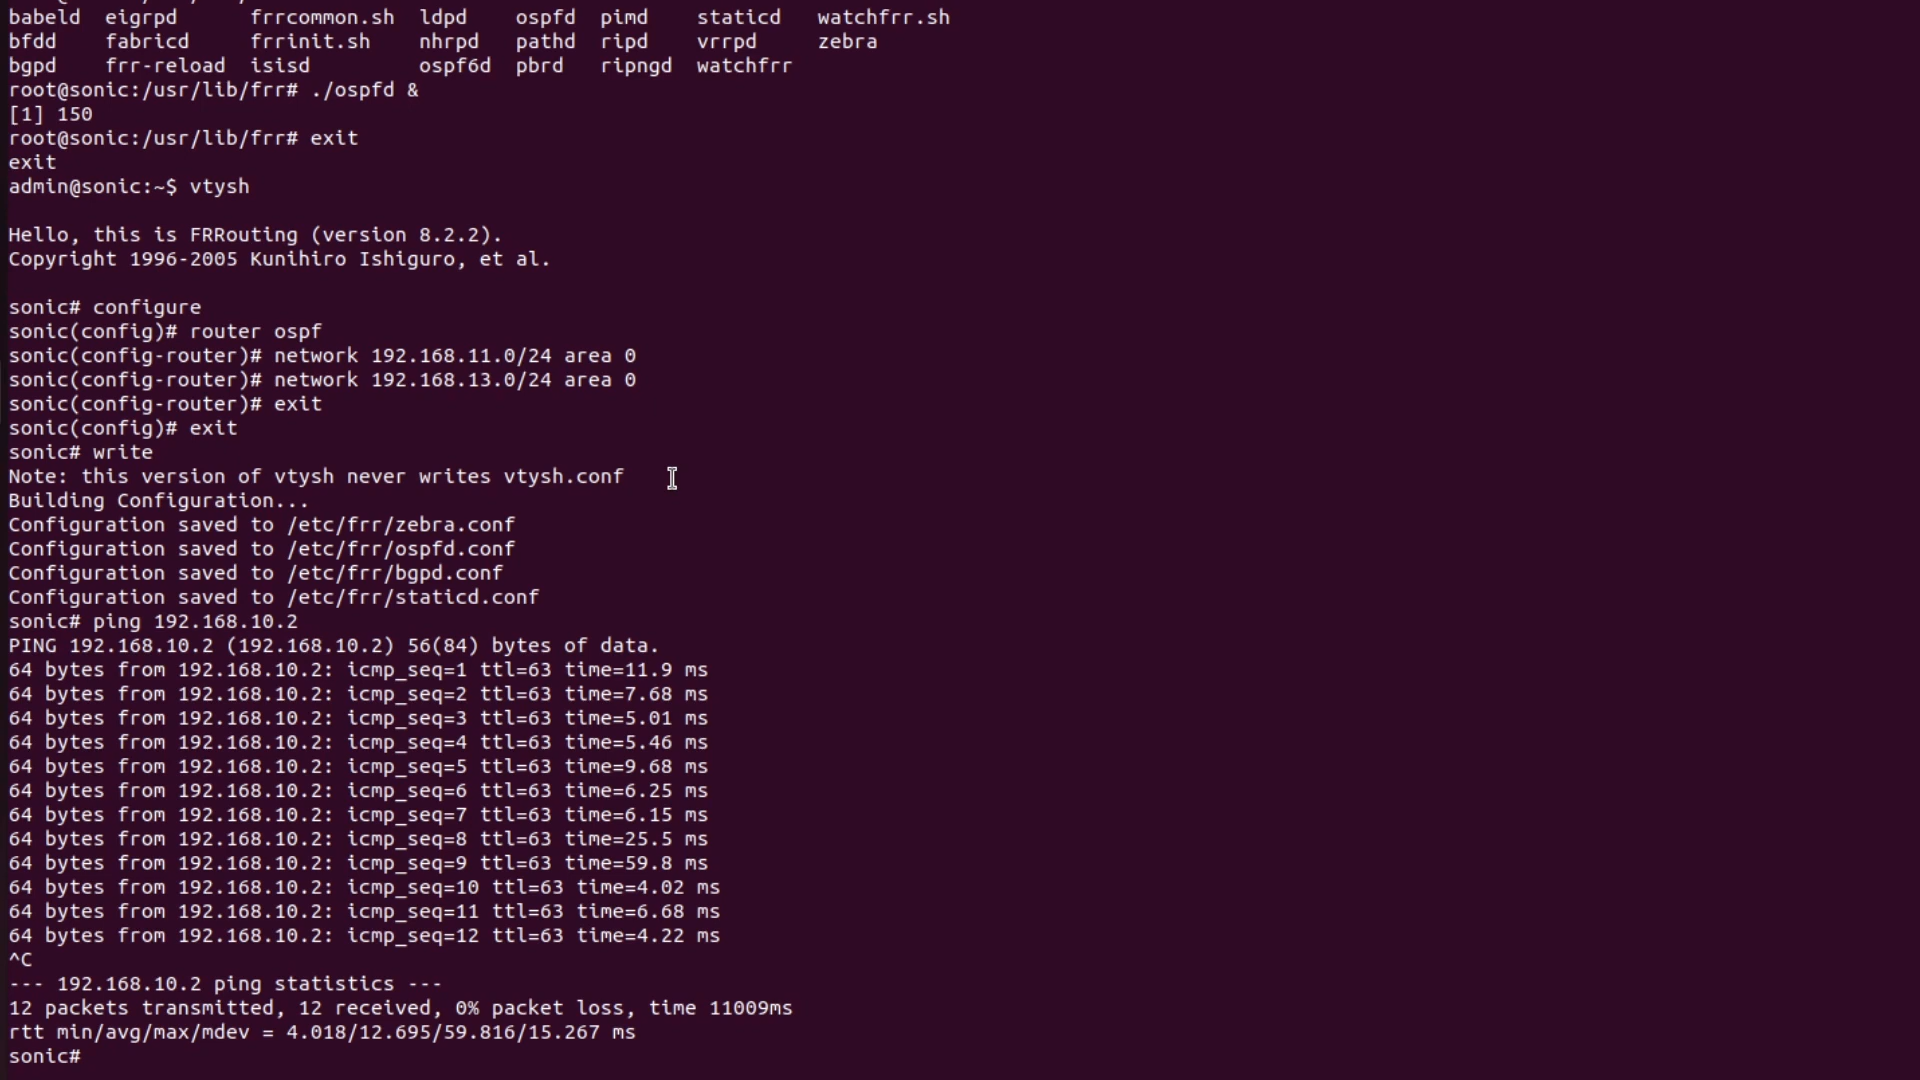 babeld  eigrpd      frrcommon.sh  ldpd   ospfd  pimd    staticd   watchfrr.sh
bfdd    fabricd     frrinit.sh    nhrpd  pathd  ripd    vrrpd     zebra
bgpd    frr-reload  isisd         ospf6d  pbrd   ripngd  watchfrr
root@sonic:/usr/lib/frr# ./ospfd &
[1] 150
root@sonic:/usr/lib/frr# exit
exit
admin@sonic:~$ vtysh
Hello, this is FRRouting (version 8.2.2).
Copyright 1996-2005 Kunihiro Ishiguro, et al.
sonic# configure
sonic(config)# router ospf
sonic(config-router)# network 192.168.11.0/24 area 0
sonic(config-router)# network 192.168.13.0/24 area 0
sonic(config-router)# exit
sonic(config)# exit
sonic# write
Note: this version of vtysh never writes vtysh.conf
Building Configuration...
Configuration saved to /etc/frr/zebra.conf
Configuration saved to /etc/frr/ospfd.conf
Configuration saved to /etc/frr/bgpd.conf
Configuration saved to /etc/frr/staticd.conf
sonic# ping 192.168.10.2
PING 192.168.10.2 (192.168.10.2) 56(84) bytes of data.
64 bytes from 192.168.10.2: icmp_seq=1 ttl=63 time=11.9 ms
64 bytes from 192.168.10.2: icmp_seq=2 ttl=63 time=7.68 ms
64 bytes from 192.168.10.2: icmp_seq=3 ttl=63 time=5.01 ms
64 bytes from 192.168.10.2: icmp_seq=4 ttl=63 time=5.46 ms
64 bytes from 192.168.10.2: icmp_seq=5 ttl=63 time=9.68 ms
64 bytes from 192.168.10.2: icmp_seq=6 ttl=63 time=6.25 ms
64 bytes from 192.168.10.2: icmp_seq=7 ttl=63 time=6.15 ms
64 bytes from 192.168.10.2: icmp_seq=8 ttl=63 time=25.5 ms
64 bytes from 192.168.10.2: icmp_seq=9 ttl=63 time=59.8 ms
64 bytes from 192.168.10.2: icmp_seq=10 ttl=63 time=4.02 ms
64 bytes from 192.168.10.2: icmp_seq=11 ttl=63 time=6.68 ms
64 bytes from 192.168.10.2: icmp_seq=12 ttl=63 time=4.22 ms
^C
--- 192.168.10.2 ping statistics ---
12 packets transmitted, 12 received, 0% packet loss, time 11009ms
rtt min/avg/max/mdev = 4.018/12.695/59.816/15.267 ms
sonic#